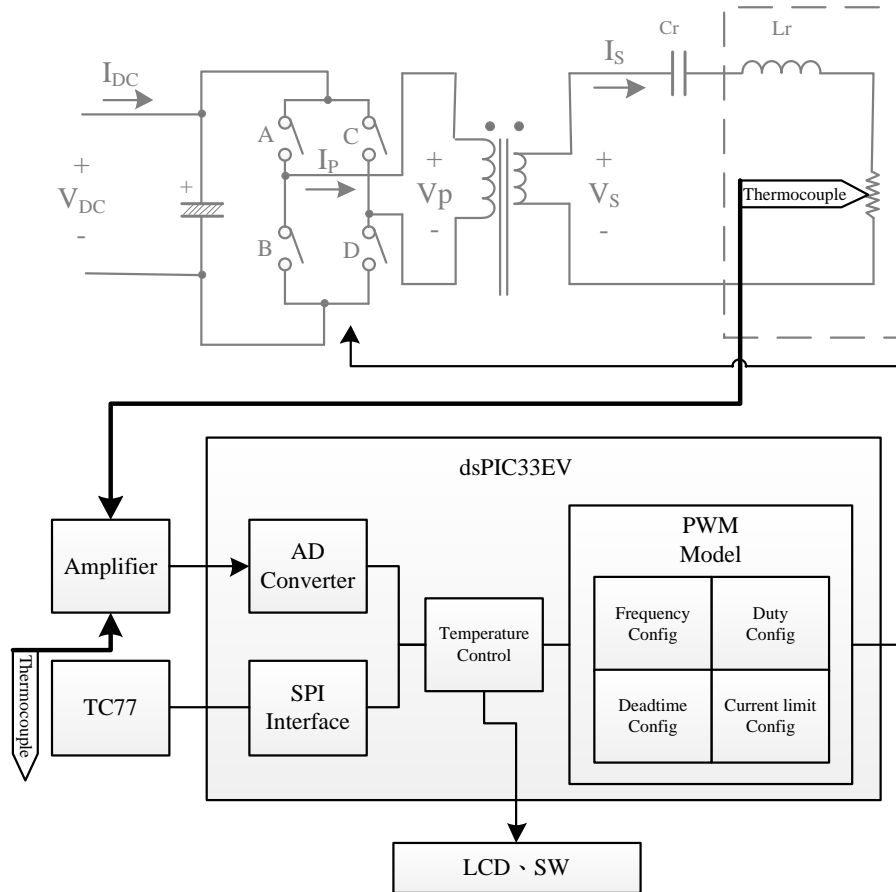 Cr
Lr
I_DC
I_S
A
C
I_P
+
V_DC
-
+
+
Vp
-
+
V_S
-
Thermocouple
B
D
dsPIC33EV
Amplifier
AD
Converter
PWM
Model
Frequency
Config
Duty
Config
Temperature
Control
Thermocouple
TC77
SPI
Interface
Deadtime
Config
Current limit
Config
LCD、SW